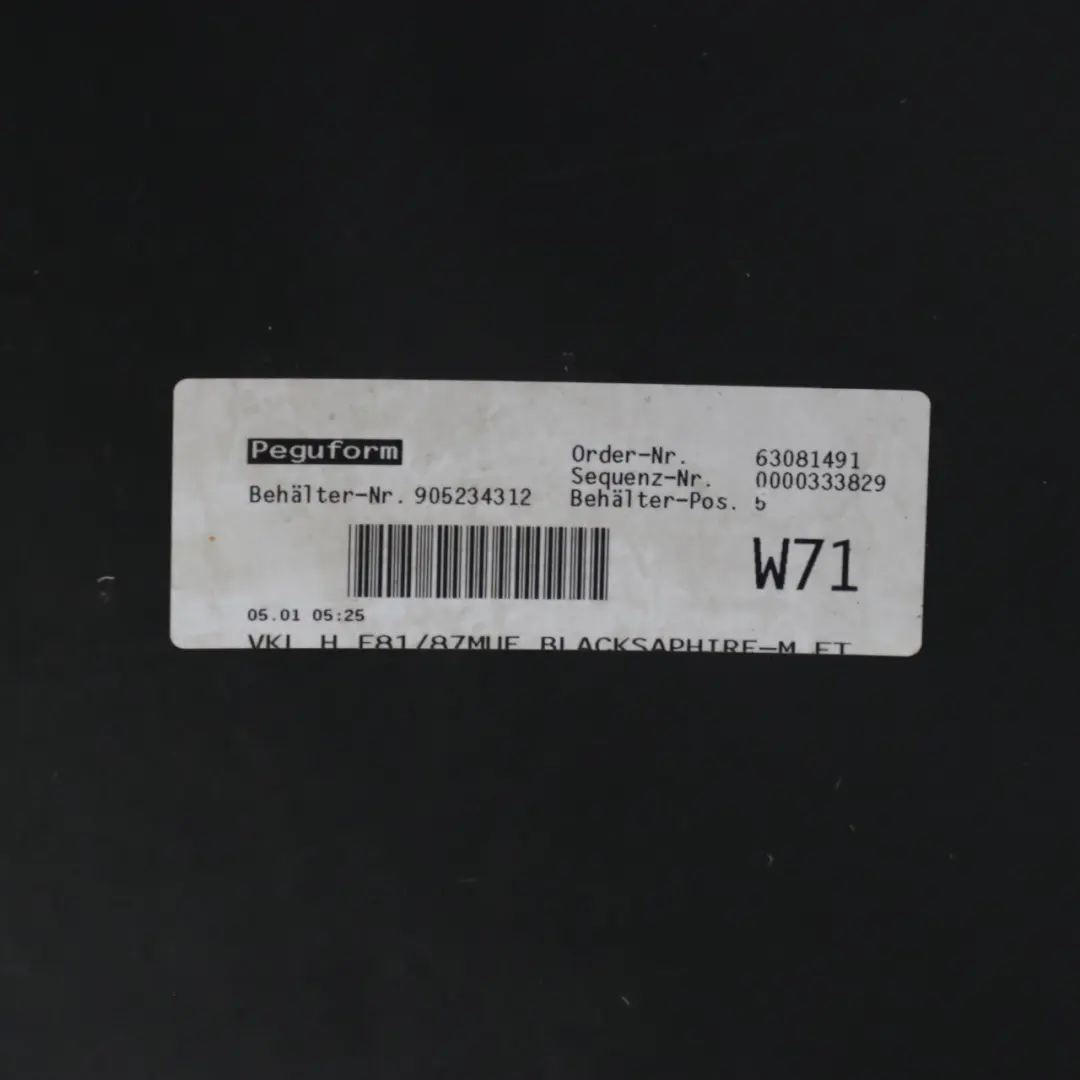 Peguform
Order-Nr. 63081491
Sequenz-Nr. 0000333829
Behälter-Nr. 905234312
Behälter-Pos. 5
W71
05.01 05:25
VKL H E81/87MUE BLACKSAPHIRE-M ET